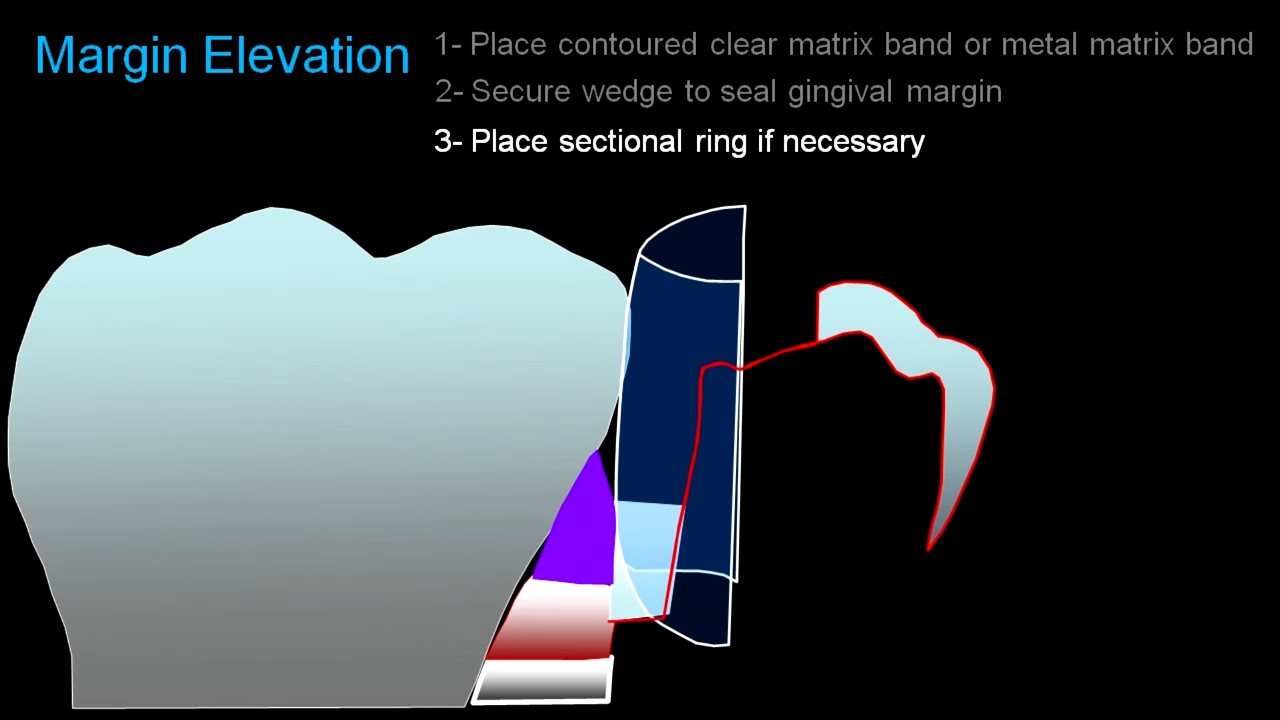 Margin Elevation
1- Place contoured clear matrix band or metal matrix band
2- Secure wedge to seal gingival margin
3- Place sectional ring if necessary